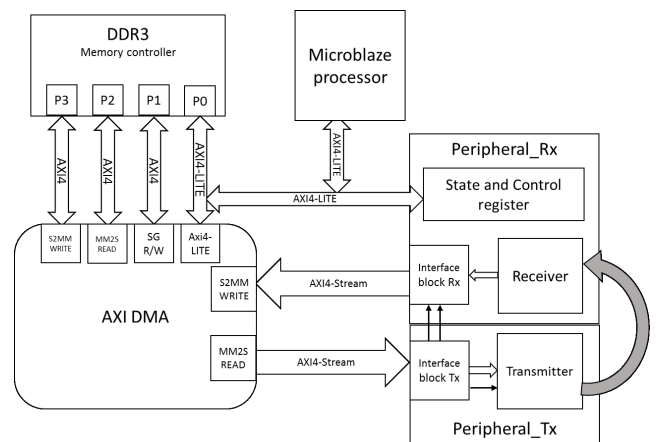 DDR3
Memory controller
P3
P2
P1
P0
Microblaze
processor
AXI4
AXI4
AXI4
AXI4-LITE
AXI4-LITE
AXI4-LITE
Peripheral_Rx
State and Control
register
S2MM
WRITE
MM2S
READ
SG
R/W
Axi4-
LITE
S2MM
WRITE
AXI4-Stream
Interface
block Rx
Receiver
AXI DMA
MM2S
READ
AXI4-Stream
Interface
block Tx
Transmitter
Peripheral_Tx